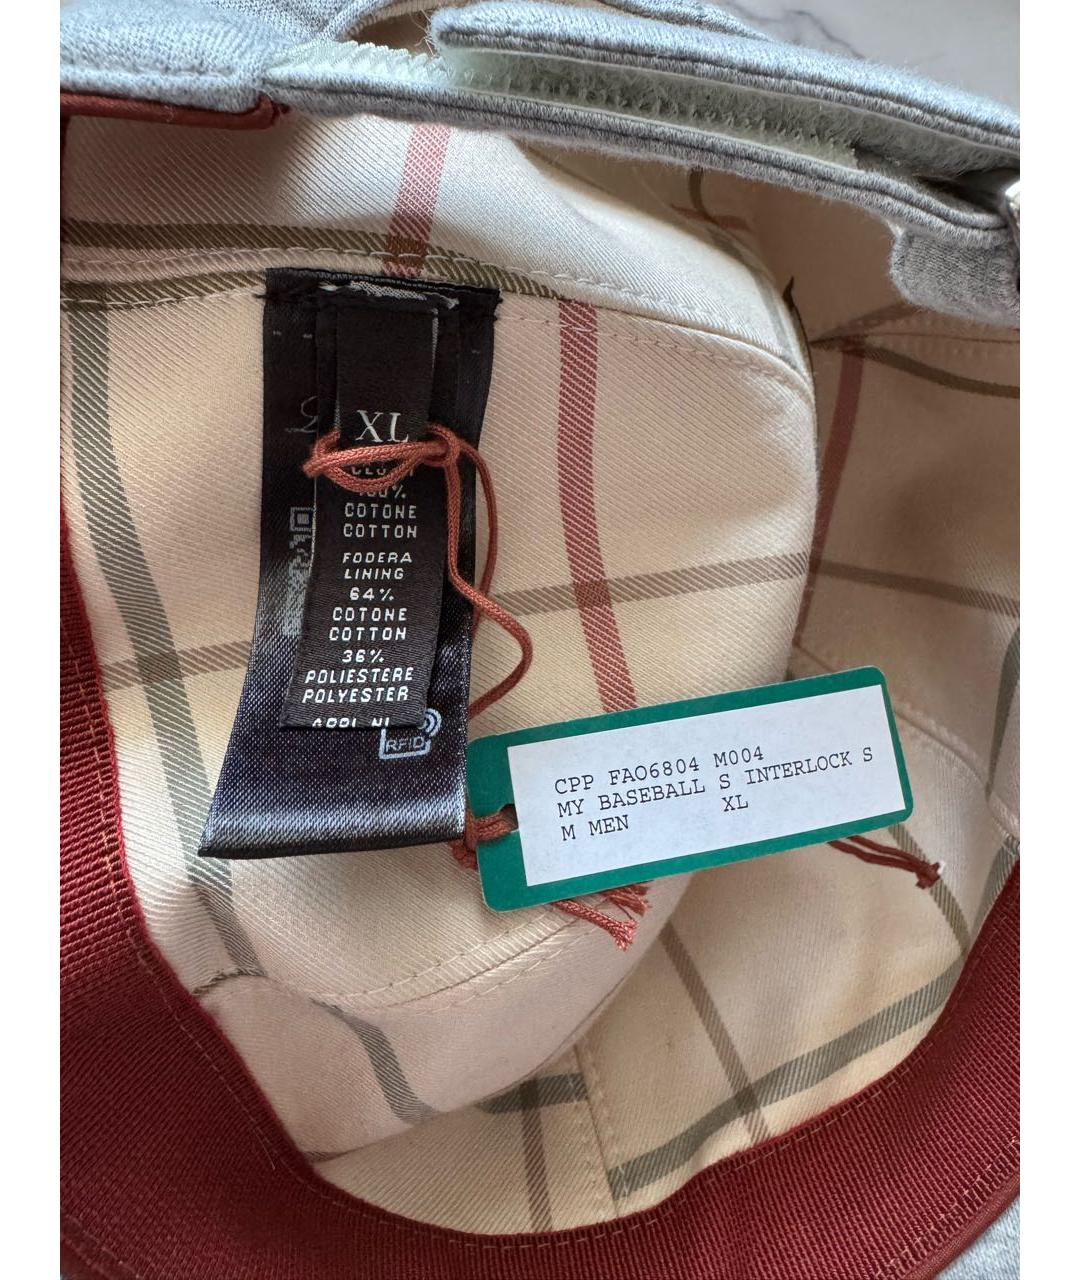 XL
COTONE
COTTON
FODERA
LINING
64%
COTONE
COTTON
36%
POLIESTERE
POLYESTER
RFID
CPP FAO6804 M004
MY BASEBALL S INTERLOCK S
M MEN XL